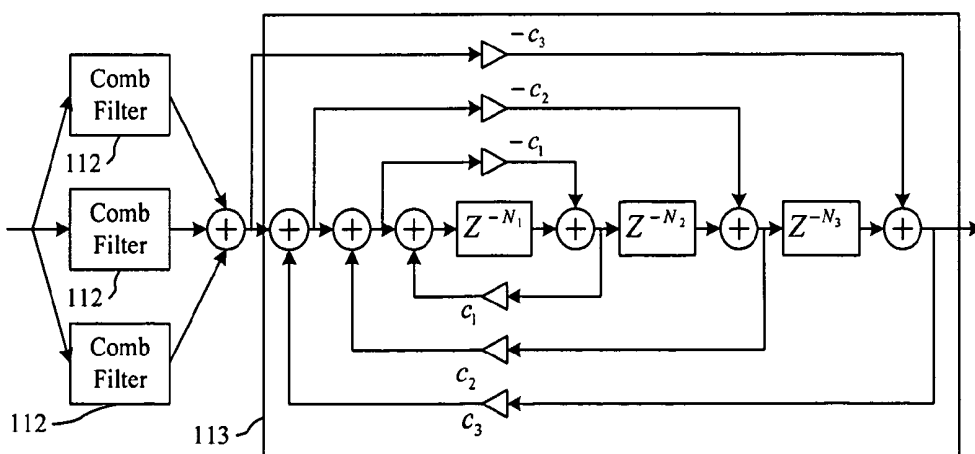 Comb
Filter
112
Comb
Filter
112
Comb
Filter
112
113
−c₃
−c₂
−c₁
+ + + + Z^{-N₁} + Z^{-N₂} + Z^{-N₃} +
c₁
c₂
c₃